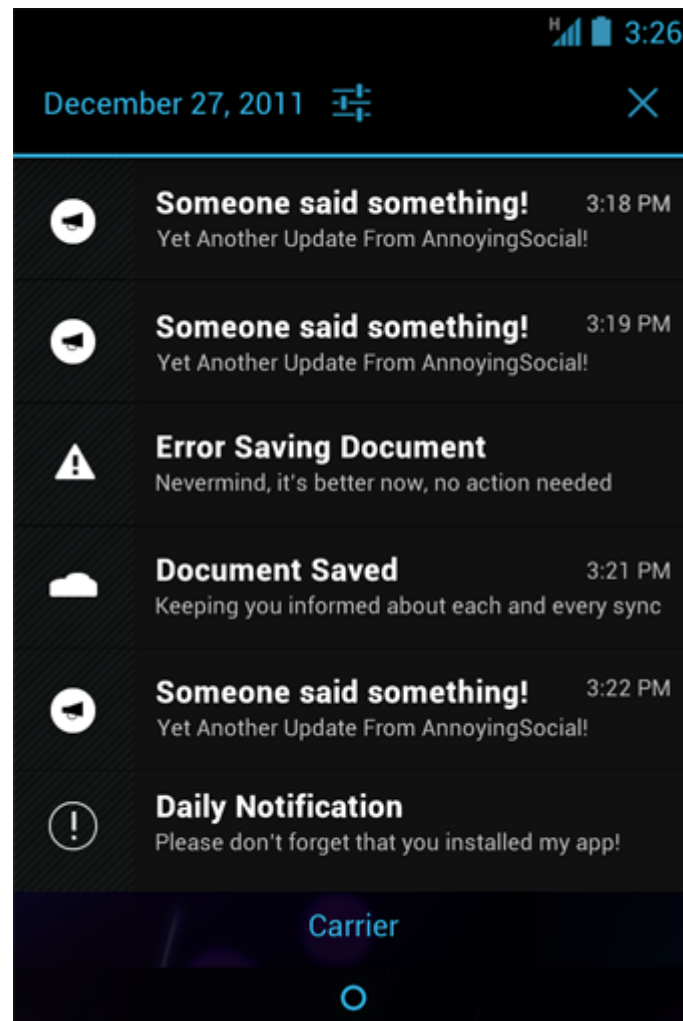 H 3:26
December 27, 2011
Someone said something! 3:18 PM
Yet Another Update From AnnoyingSocial!
Someone said something! 3:19 PM
Yet Another Update From AnnoyingSocial!
Error Saving Document
Nevermind, it's better now, no action needed
Document Saved 3:21 PM
Keeping you informed about each and every sync
Someone said something! 3:22 PM
Yet Another Update From AnnoyingSocial!
Daily Notification
Please don't forget that you installed my app!
Carrier